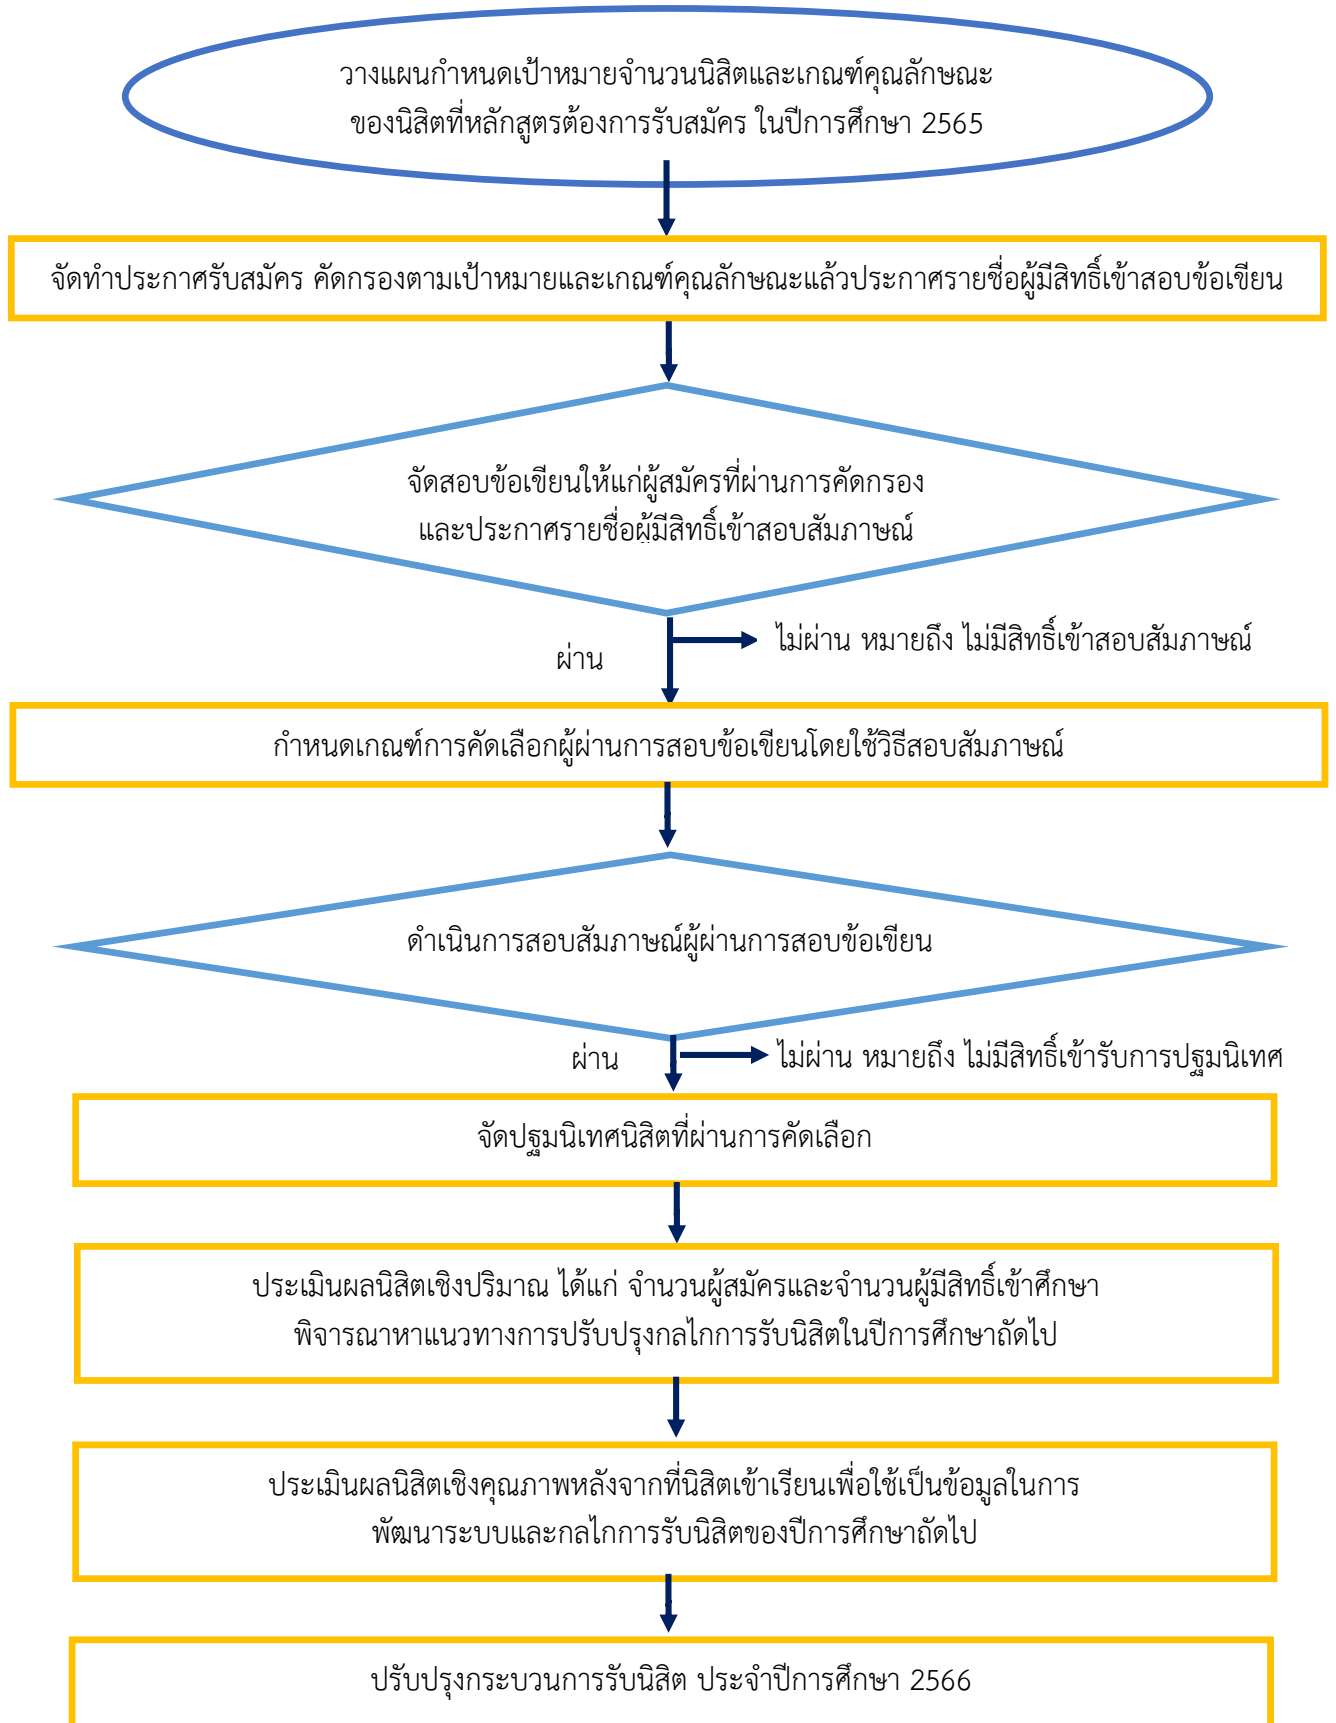 วางแผนกำหนดเป้าหมายจำนวนนิสิตและเกณฑ์คุณลักษณะ
ของนิสิตที่หลักสูตรต้องการรับสมัคร ในปีการศึกษา 2565
จัดทำประกาศรับสมัคร คัดกรองตามเป้าหมายและเกณฑ์คุณลักษณะแล้วประกาศรายชื่อผู้มีสิทธิ์เข้าสอบข้อเขียน
จัดสอบข้อเขียนให้แก่ผู้สมัครที่ผ่านการคัดกรอง
และประกาศรายชื่อผู้มีสิทธิ์เข้าสอบสัมภาษณ์
ไม่ผ่าน หมายถึง ไม่มีสิทธิ์เข้าสอบสัมภาษณ์
ผ่าน
กำหนดเกณฑ์การคัดเลือกผู้ผ่านการสอบข้อเขียนโดยใช้วิธีสอบสัมภาษณ์
ดำเนินการสอบสัมภาษณ์ผู้ผ่านการสอบข้อเขียน
ผ่าน
ไม่ผ่าน หมายถึง ไม่มีสิทธิ์เข้ารับการปฐมนิเทศ
จัดปฐมนิเทศนิสิตที่ผ่านการคัดเลือก
ประเมินผลนิสิตเชิงปริมาณ ได้แก่ จำนวนผู้สมัครและจำนวนผู้มีสิทธิ์เข้าศึกษา
พิจารณาหาแนวทางการปรับปรุงกลไกการรับนิสิตในปีการศึกษาถัดไป
ประเมินผลนิสิตเชิงคุณภาพหลังจากที่นิสิตเข้าเรียนเพื่อใช้เป็นข้อมูลในการ
พัฒนาระบบและกลไกการรับนิสิตของปีการศึกษาถัดไป
ปรับปรุงกระบวนการรับนิสิต ประจำปีการศึกษา 2566